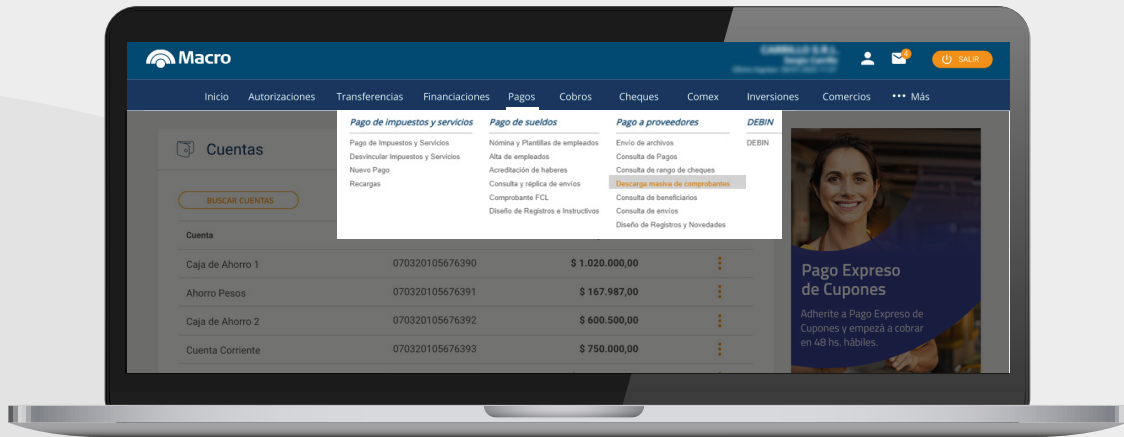 Macro
4
SALIR
Inicio Autorizaciones Transferencias Financiaciones Pagos Cobros Cheques Comex Inversiones Comercios ••• Más
Pago de impuestos y servicios
Pago de Impuestos y Servicios
Desvincular Impuestos y Servicios
Nuevo Pago
Recargas
Pago de sueldos
Nómina y Plantillas de empleados
Alta de empleados
Acreditación de haberes
Consulta y réplica de envíos
Comprobante FCL
Diseño de Registros e Instructivos
Pago a proveedores
Envío de archivos
Consulta de Pagos
Consulta de rango de cheques
Descarga masiva de comprobantes
Consulta de beneficiarios
Consulta de envíos
Diseño de Registros y Novedades
DEBIN
DEBIN
Cuentas
BUSCAR CUENTAS
Cuenta
Caja de Ahorro 1 070320105676390 $ 1.020.000,00
Ahorro Pesos 070320105676391 $ 167.987,00
Caja de Ahorro 2 070320105676392 $ 600.500,00
Cuenta Corriente 070320105676393 $ 750.000,00
Pago Expreso
de Cupones
Adherite a Pago Expreso de
Cupones y empezá a cobrar
en 48 hs. hábiles.